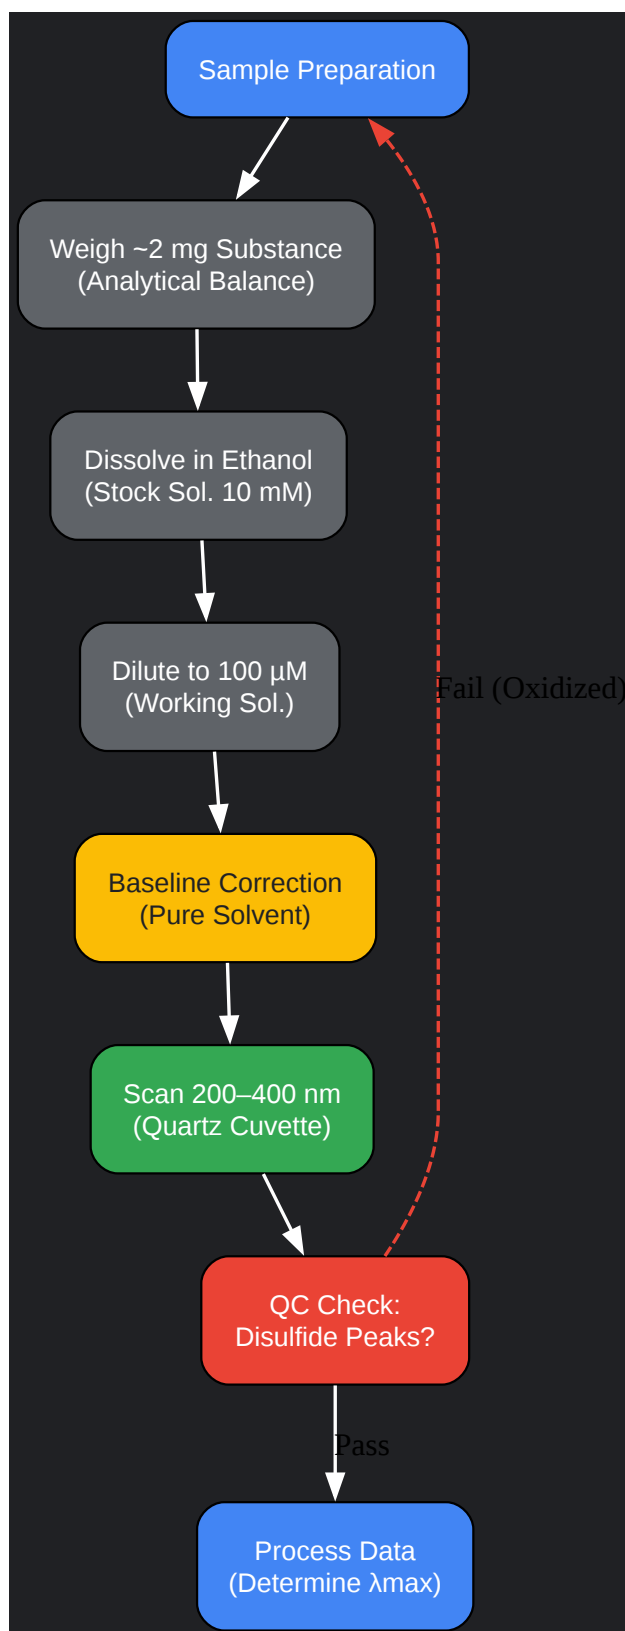 Sample Preparation
Weigh ~2 mg Substance
(Analytical Balance)
Dissolve in Ethanol
(Stock Sol. 10 mM)
Dilute to 100 µM
(Working Sol.)
Fail (Oxidized)
Baseline Correction
(Pure Solvent)
Scan 200–400 nm
(Quartz Cuvette)
QC Check:
Disulfide Peaks?
Pass
Process Data
(Determine λmax)